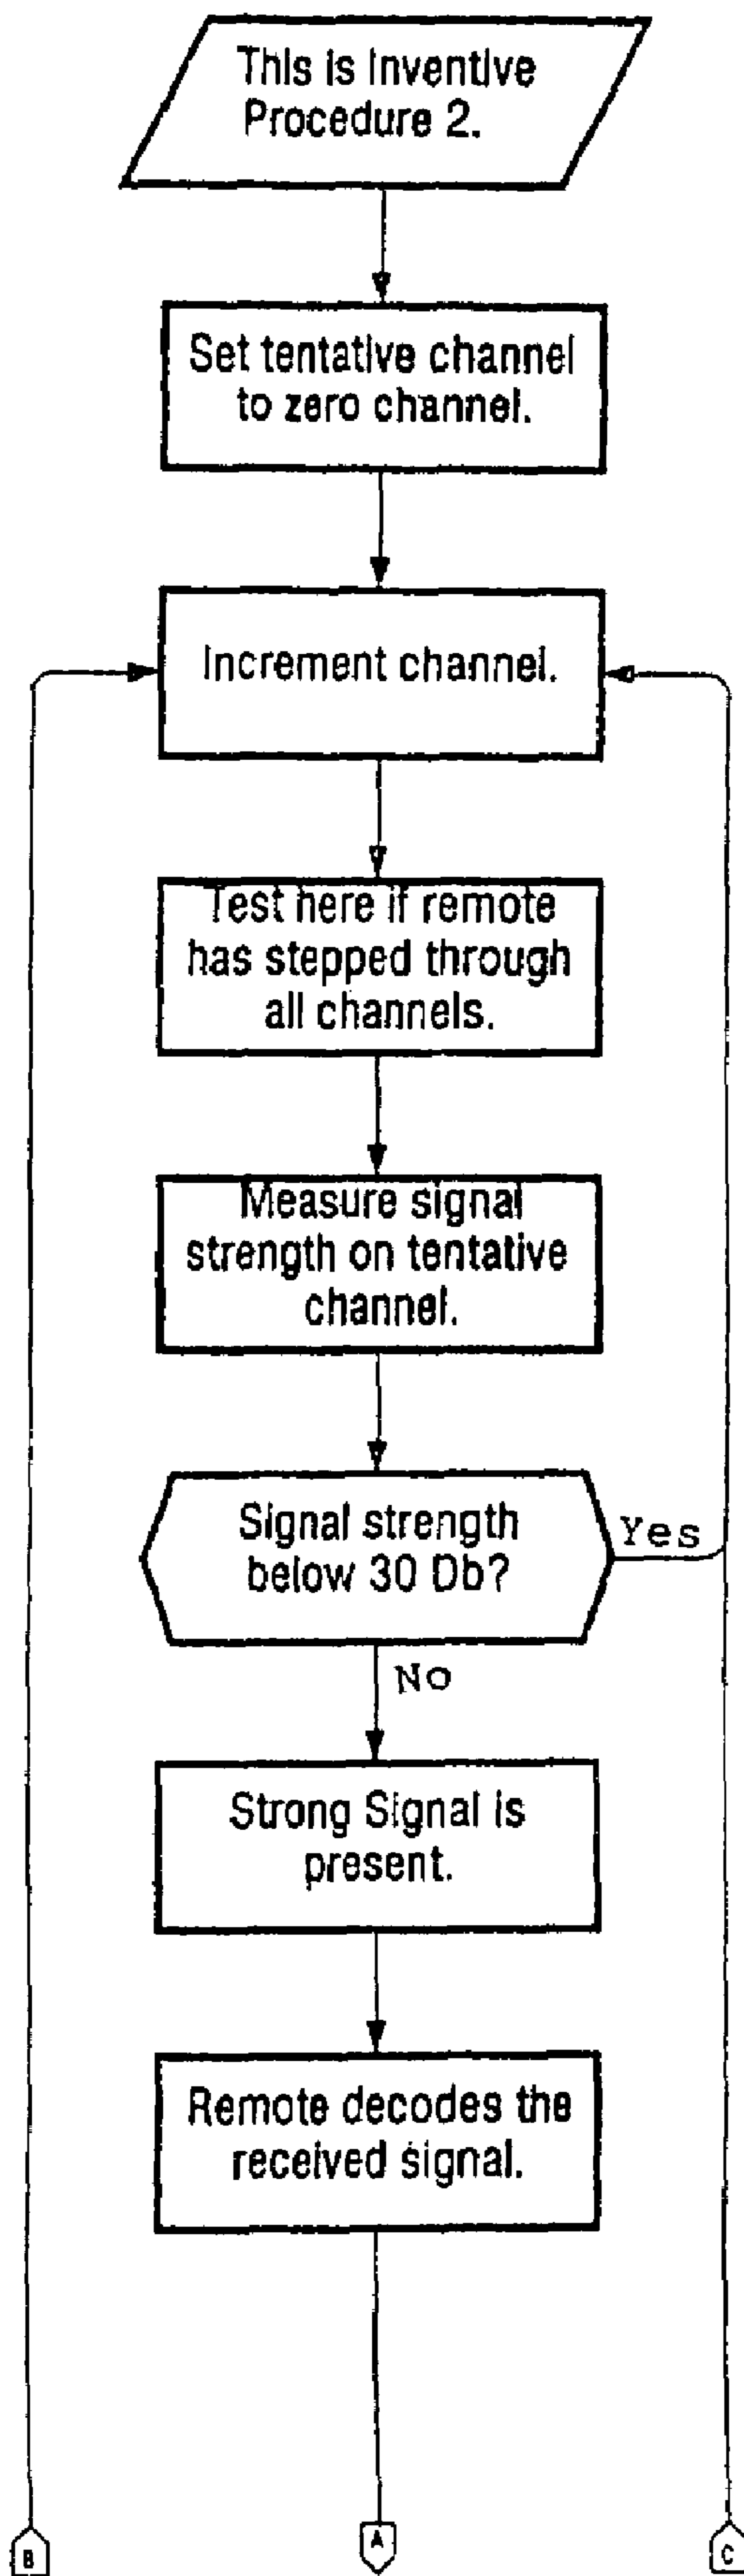 This is Inventive
Procedure 2.
Set tentative channel
to zero channel.
Increment channel.
Test here if remote
has stepped through
all channels.
Measure signal
strength on tentative
channel.
Signal strength
below 30 Db?
Yes
No
Strong Signal is
present.
Remote decodes the
received signal.
B
A
C